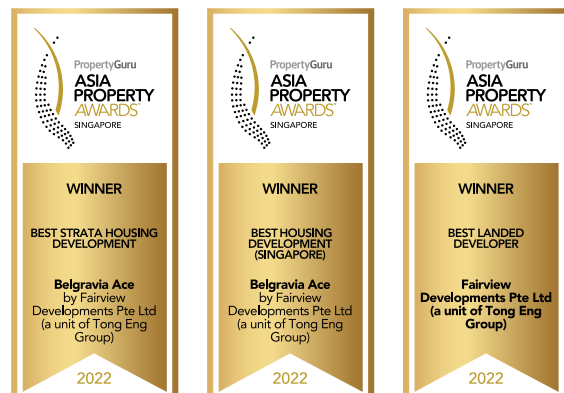 PropertyGuru
ASIA
PROPERTY
AWARDS™
SINGAPORE
WINNER
BEST STRATA HOUSING
DEVELOPMENT
Belgravia Ace
by Fairview
Developments Pte Ltd
(a unit of Tong Eng
Group)
2022
PropertyGuru
ASIA
PROPERTY
AWARDS™
SINGAPORE
WINNER
BEST HOUSING
DEVELOPMENT
(SINGAPORE)
Belgravia Ace
by Fairview
Developments Pte Ltd
(a unit of Tong Eng
Group)
2022
PropertyGuru
ASIA
PROPERTY
AWARDS™
SINGAPORE
WINNER
BEST LANDED
DEVELOPER
Fairview
Developments Pte Ltd
(a unit of Tong Eng
Group)
2022